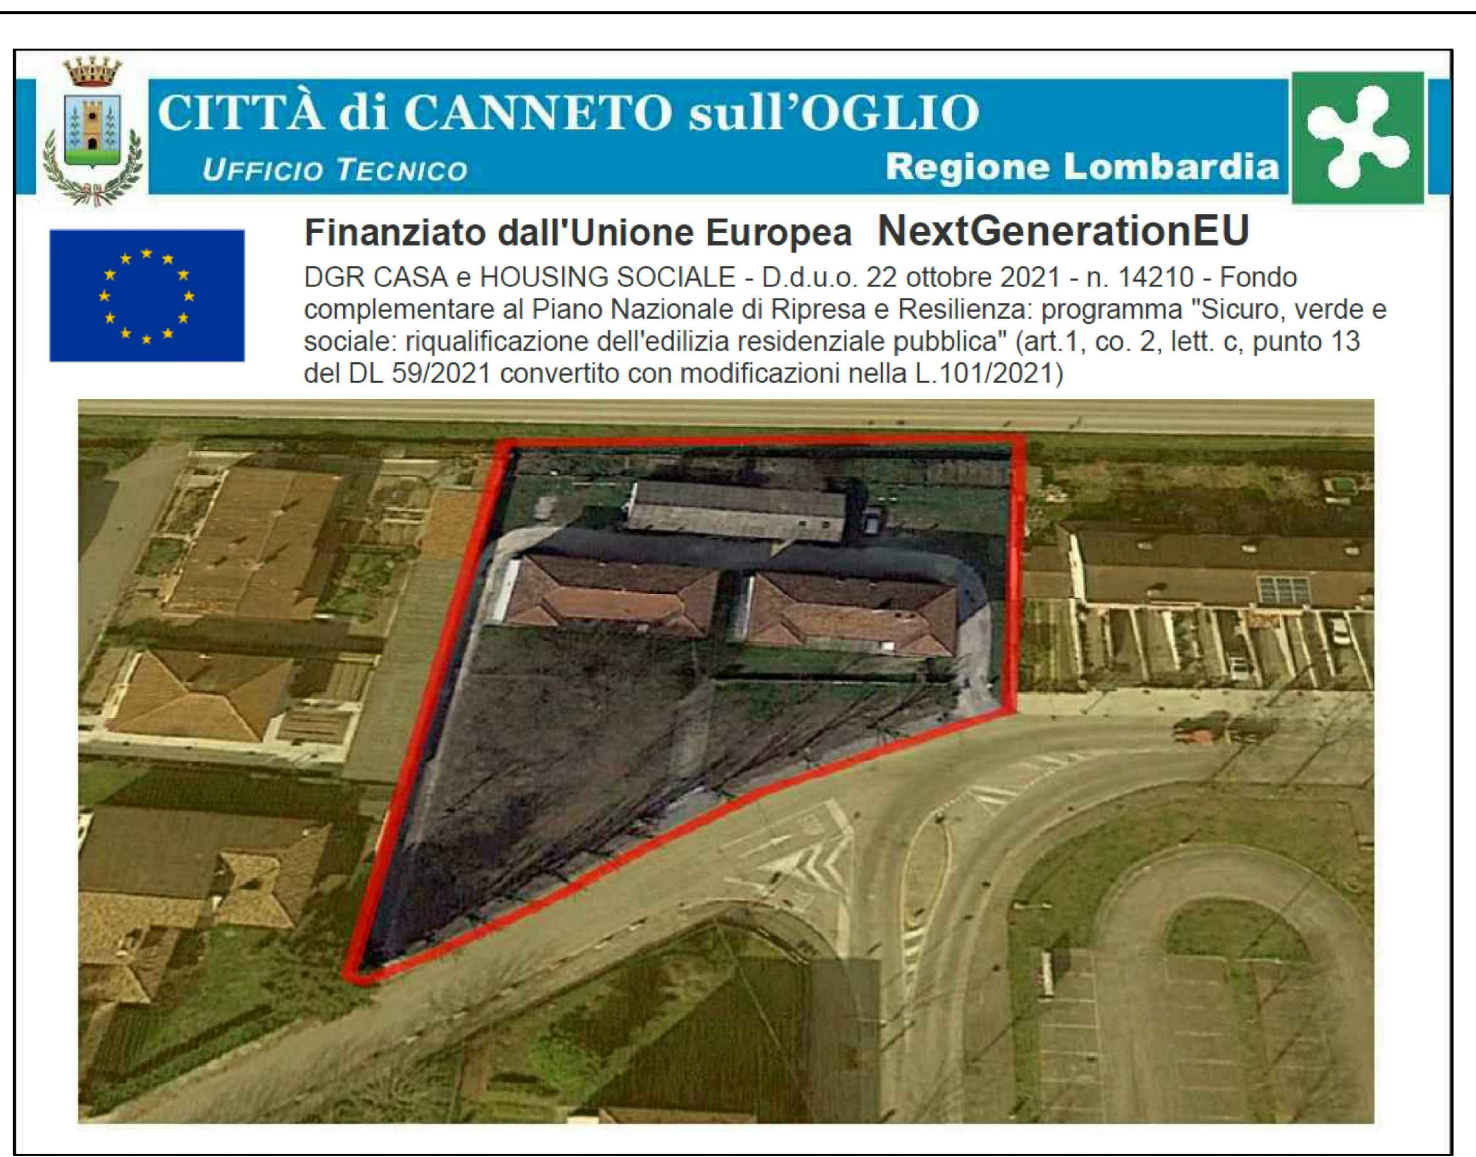 CITTÀ di CANNETO sull'OGLIO
UFFICIO TECNICO
Regione Lombardia
Finanziato dall'Unione Europea NextGenerationEU
DGR CASA e HOUSING SOCIALE - D.d.u.o. 22 ottobre 2021 - n. 14210 - Fondo
complementare al Piano Nazionale di Ripresa e Resilienza: programma "Sicuro, verde e
sociale: riqualificazione dell'edilizia residenziale pubblica" (art.1, co. 2, lett. c, punto 13
del DL 59/2021 convertito con modificazioni nella L.101/2021)